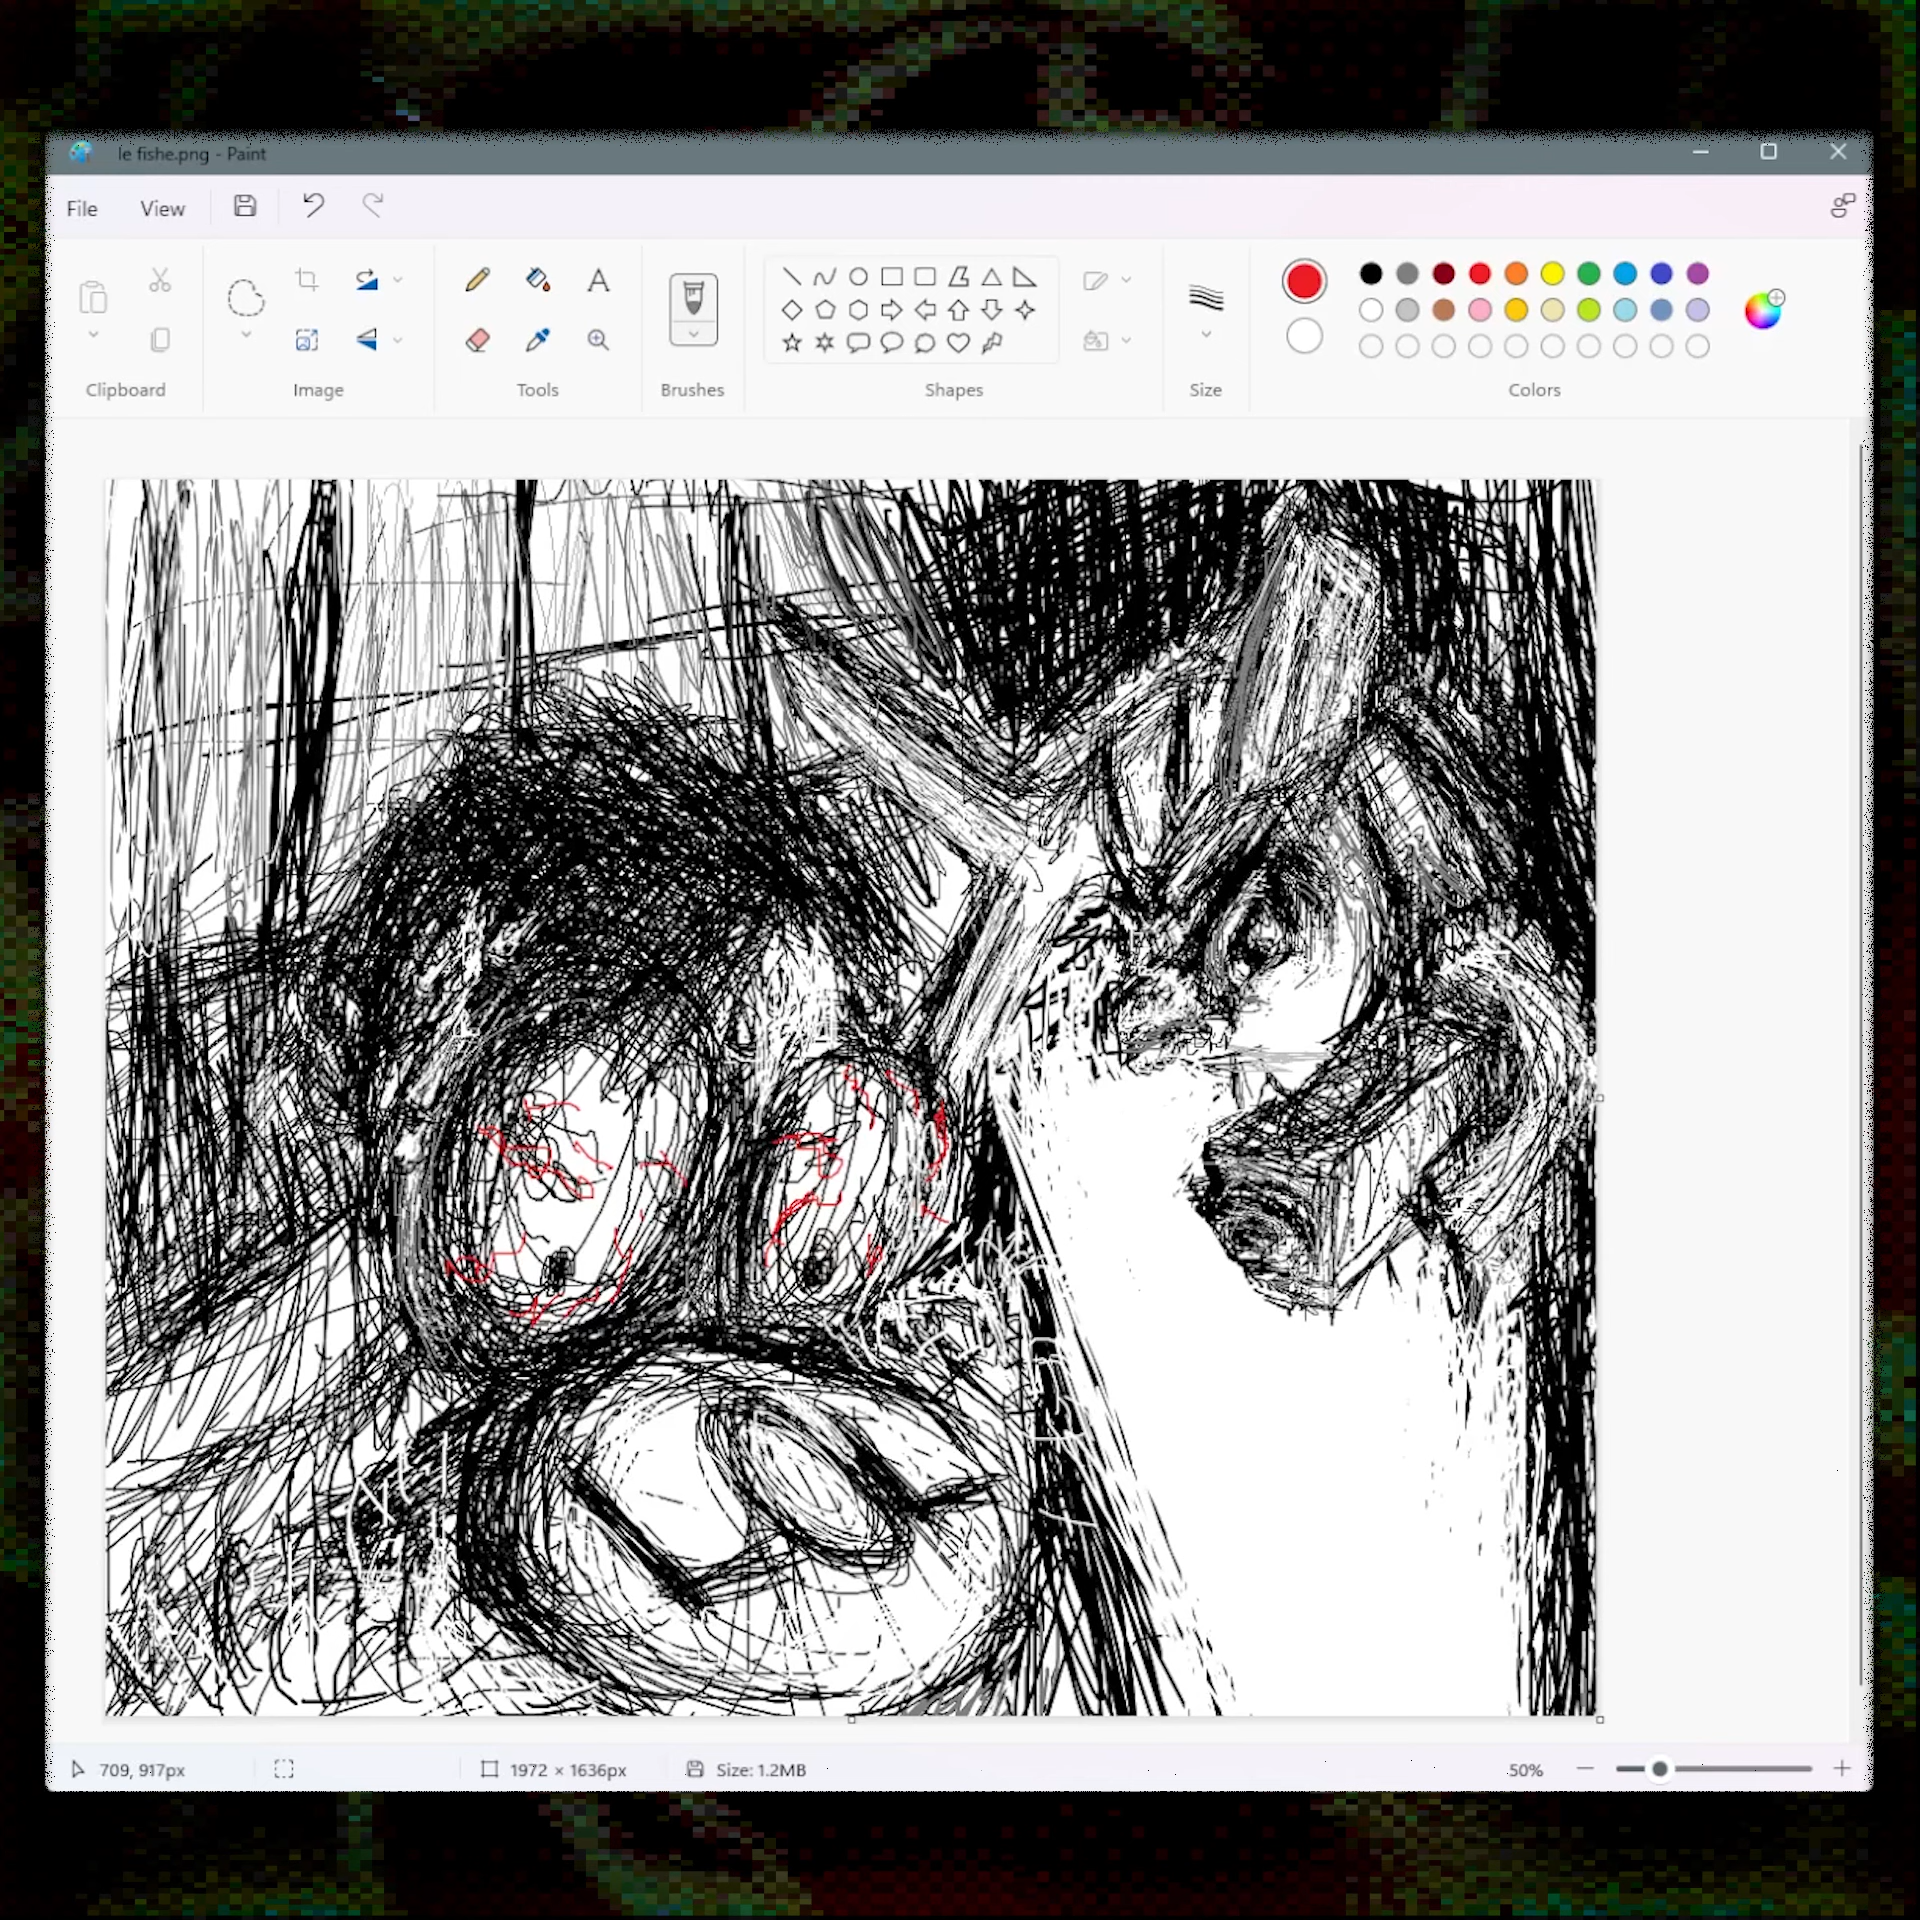 le fishe.png - Paint
File View
Clipboard Image Tools Brushes Shapes Size Colors
709, 917px 1972 × 1636px Size: 1.2MB 50%